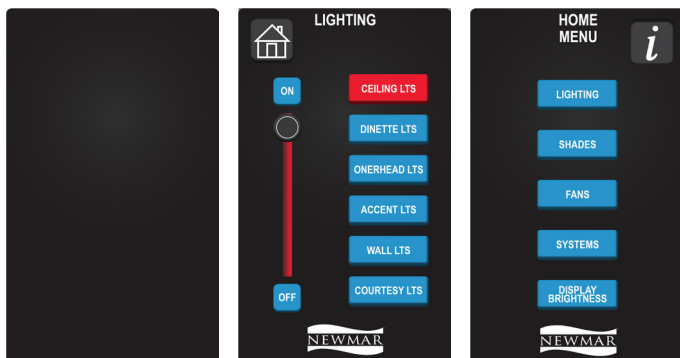 LIGHTING
ON
CEILING LTS
DINETTE LTS
ONERHEAD LTS
ACCENT LTS
WALL LTS
OFF
COURTESY LTS
NEWMAR
HOME
MENU
i
LIGHTING
SHADES
FANS
SYSTEMS
DISPLAY
BRIGHTNESS
NEWMAR